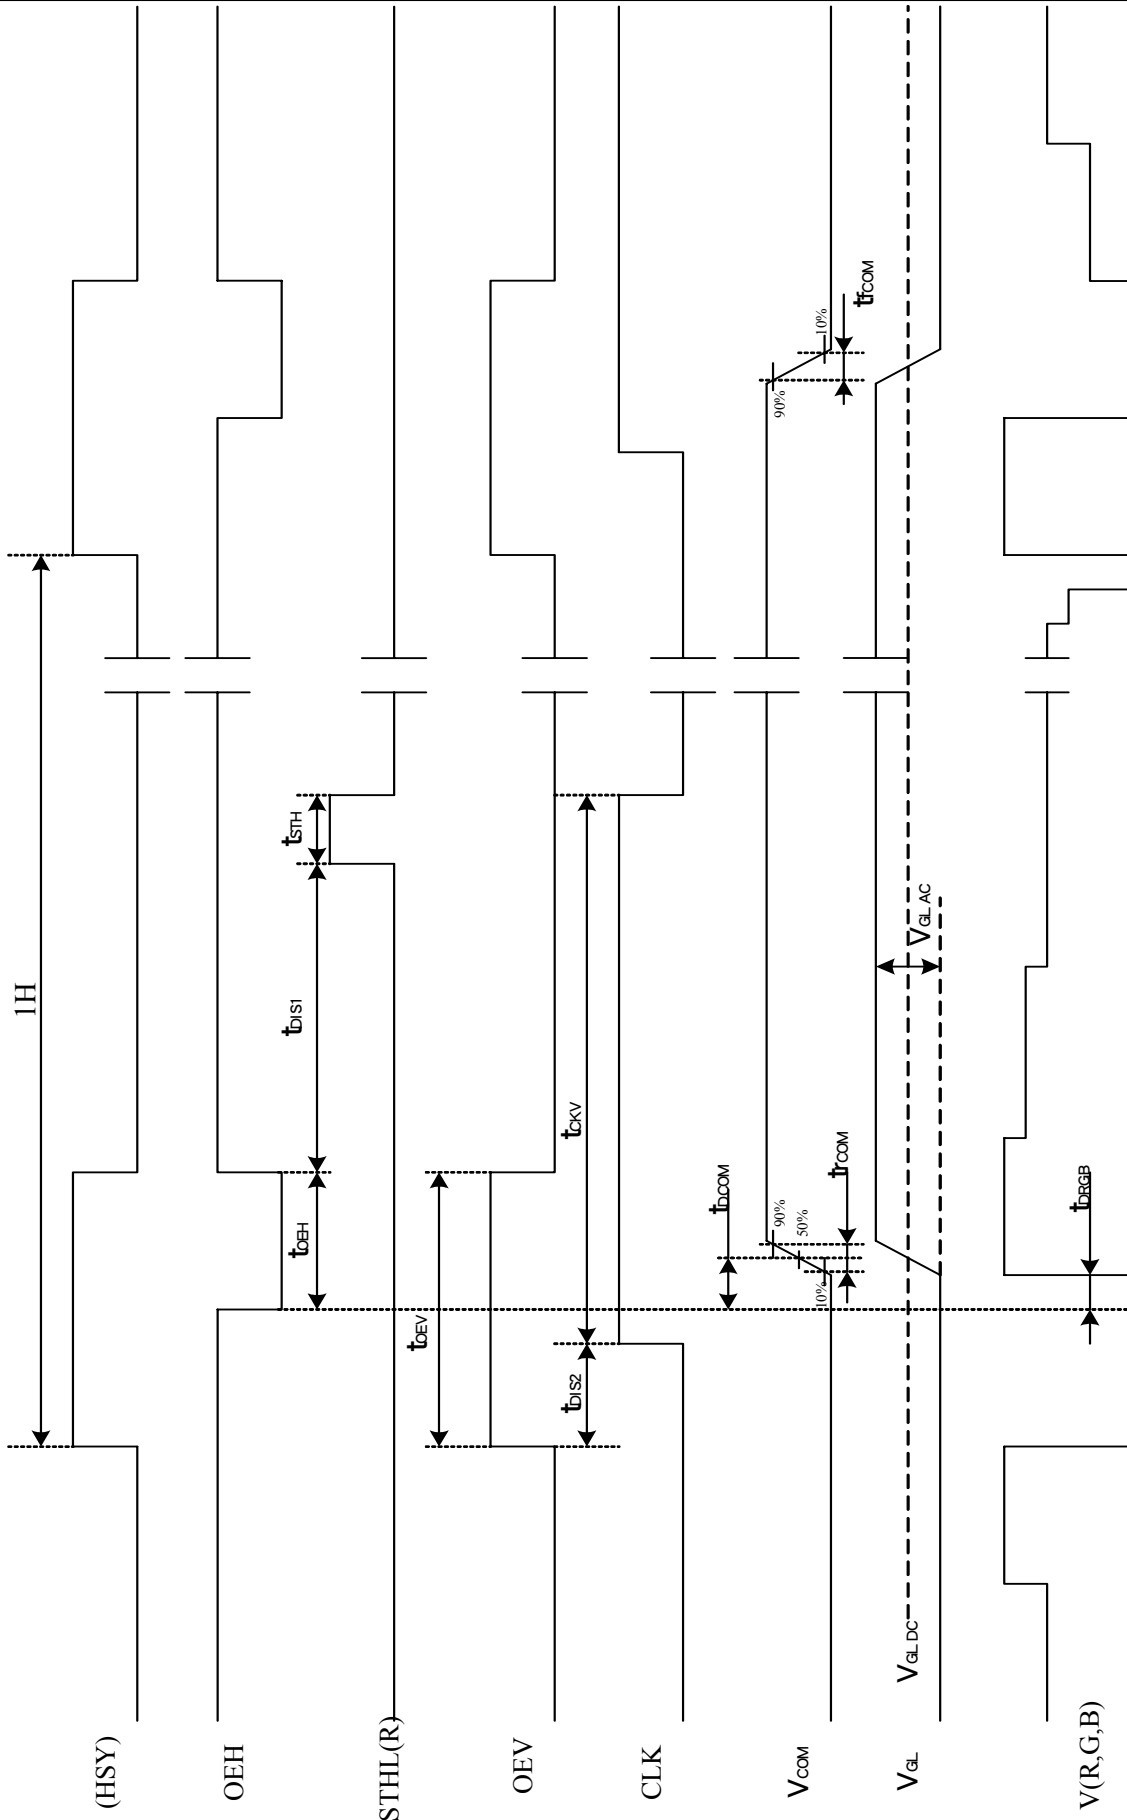 1H
(HSY)
tOEH
tDIS1
tSTH
OEH
STHL(R)
tOEV
OEV
tDIS2
tCKV
CLK
tDCOM
90%
50%
10%
trCOM
90%
10%
tfCOM
VCOM
VGL DC
VGL AC
VGL
tDRGB
V(R,G,B)